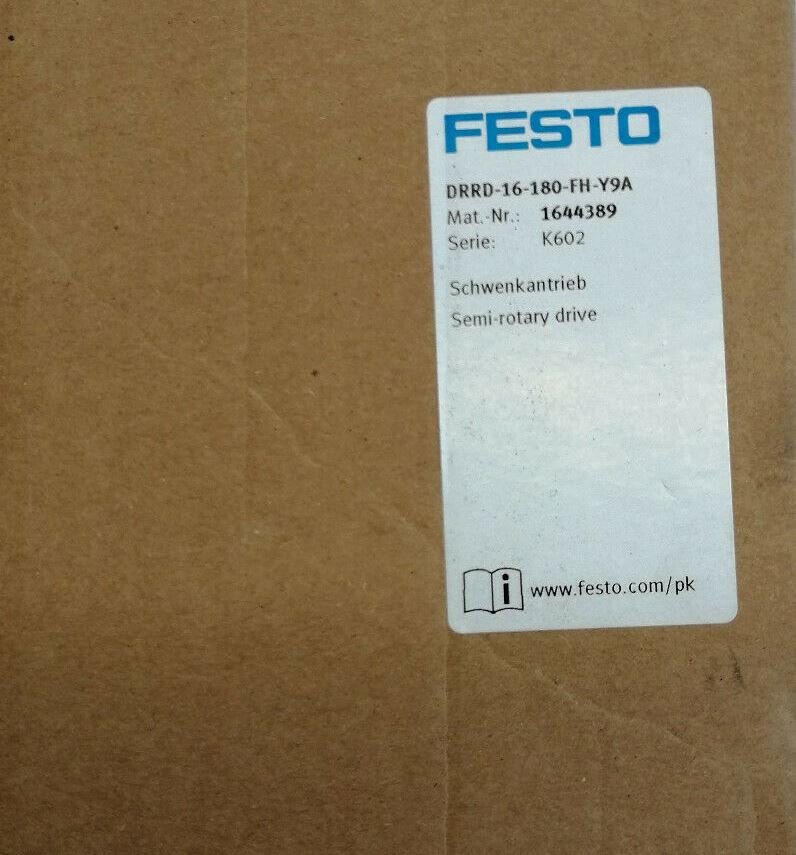 FESTO
DRRD-16-180-FH-Y9A
Mat.-Nr.: 1644389
Serie: K602
Schwenkantrieb
Semi-rotary drive
i www.festo.com/pk